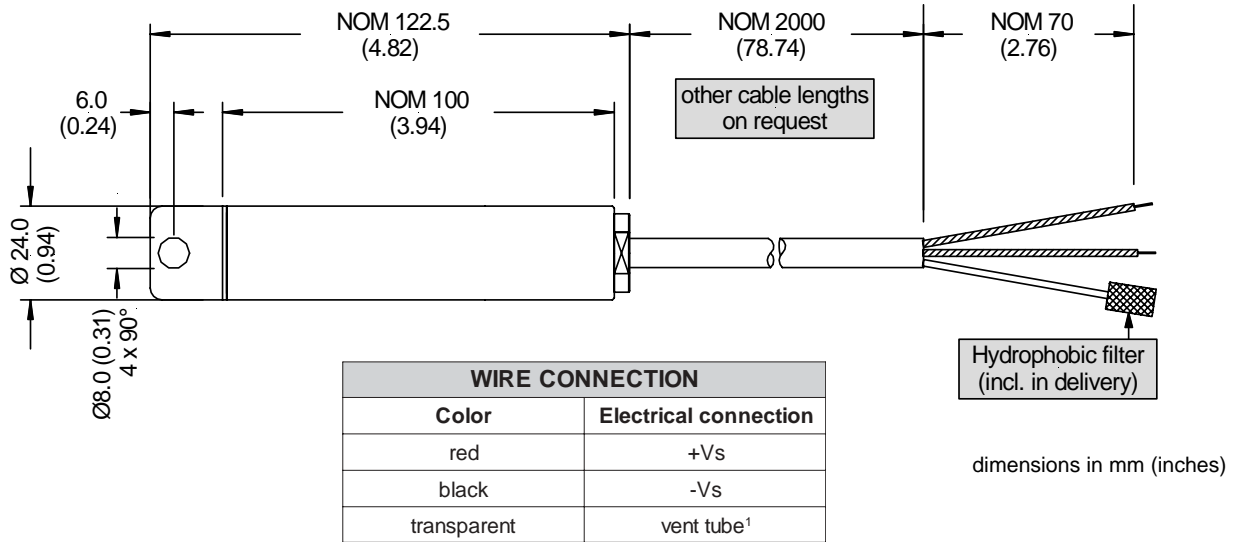 NOM 122.5
(4.82)
NOM 2000
(78.74)
NOM 70
(2.76)
6.0
(0.24)
NOM 100
(3.94)
other cable lengths
on request
Ø 24.0
(0.94)
Ø8.0 (0.31)
4 x 90°
Hydrophobic filter
(incl. in delivery)
WIRE CONNECTION
Color Electrical connection
red +Vs
black -Vs
transparent vent tube¹
dimensions in mm (inches)